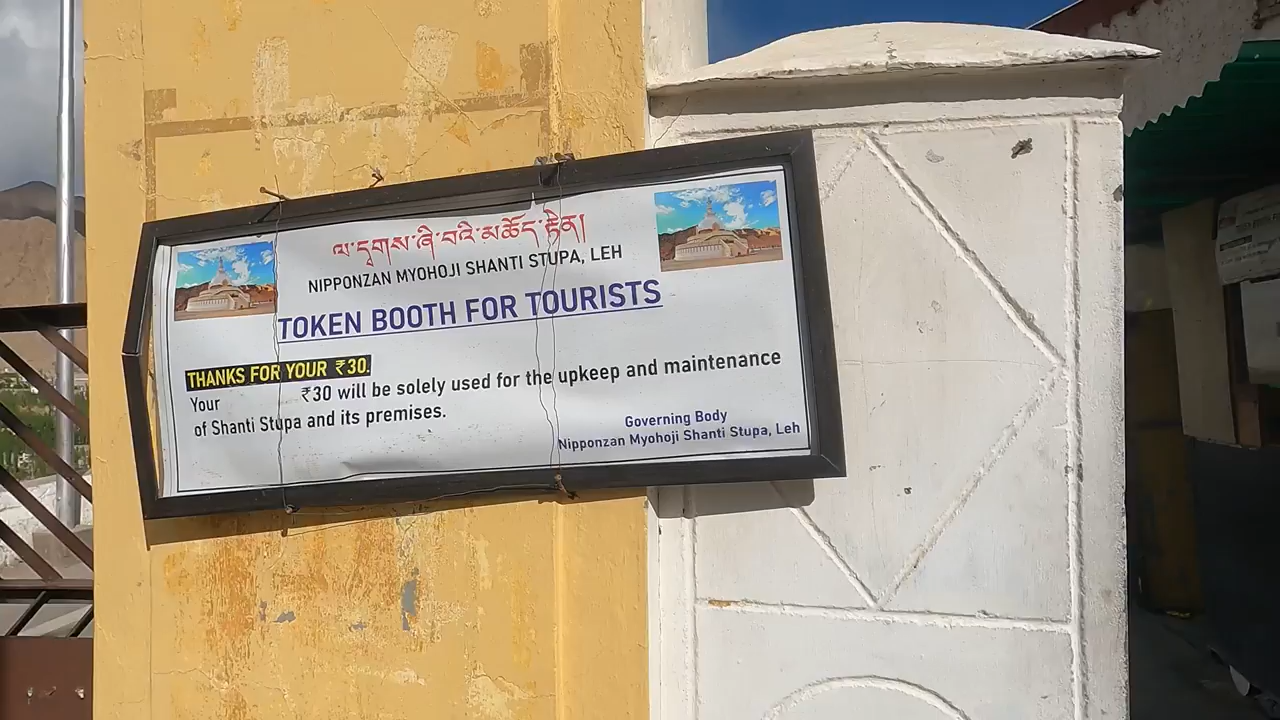 ལ་དྭགས་ཞི་བའི་མཆོད་རྟེན།
NIPPONZAN MYOHOJI SHANTI STUPA, LEH
TOKEN BOOTH FOR TOURISTS
THANKS FOR YOUR ₹30.
Your ₹30 will be solely used for the upkeep and maintenance
of Shanti Stupa and its premises.
Governing Body
Nipponzan Myohoji Shanti Stupa, Leh